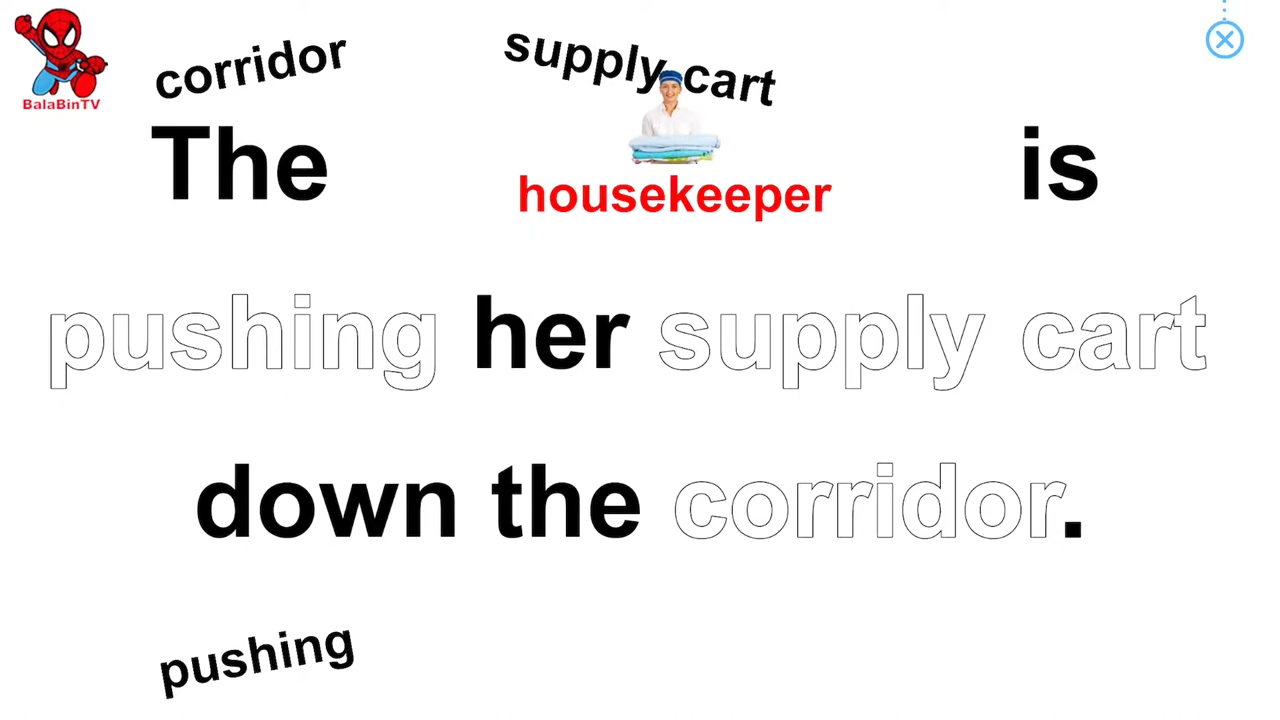 corridor
supply cart
BalaBinTV
The is
housekeeper
pushing her supply cart
down the corridor.
pushing